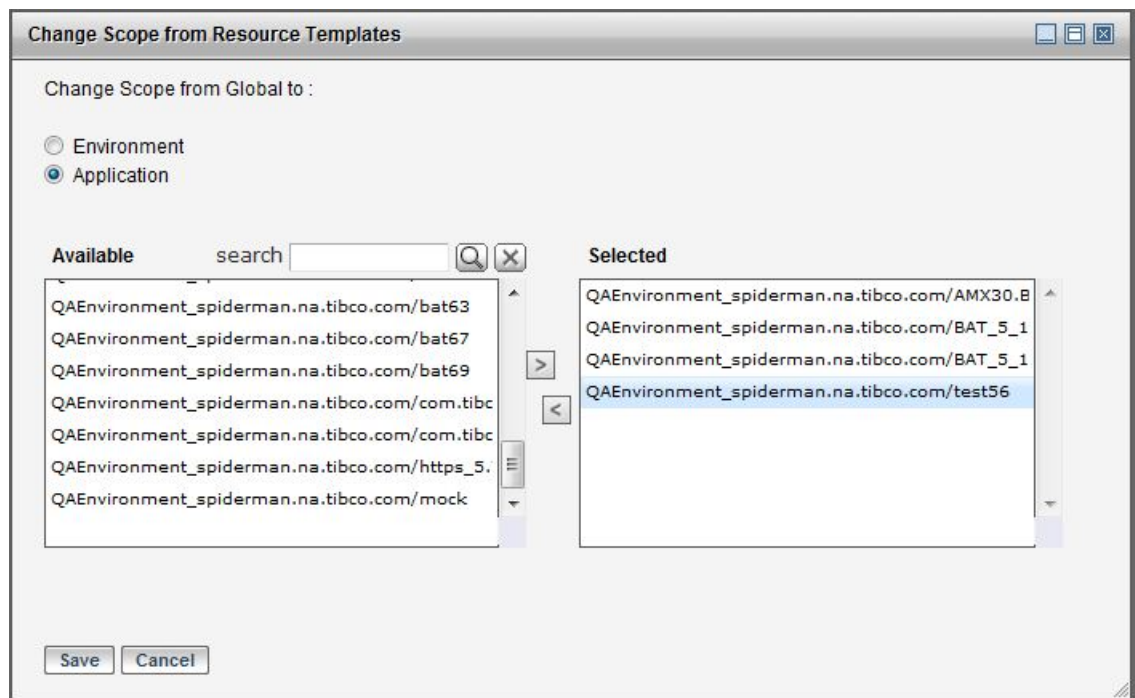 Change Scope from Resource Templates
Change Scope from Global to :
Environment
Application
Available
search
Selected
QAEnvironment_spiderman.na.tibco.com/bat63
QAEnvironment_spiderman.na.tibco.com/bat67
QAEnvironment_spiderman.na.tibco.com/bat69
QAEnvironment_spiderman.na.tibco.com/com.tibc
QAEnvironment_spiderman.na.tibco.com/com.tibc
QAEnvironment_spiderman.na.tibco.com/https_5.
QAEnvironment_spiderman.na.tibco.com/mock
>
<
QAEnvironment_spiderman.na.tibco.com/AMX30.B
QAEnvironment_spiderman.na.tibco.com/BAT_5_1
QAEnvironment_spiderman.na.tibco.com/BAT_5_1
QAEnvironment_spiderman.na.tibco.com/test56
Save
Cancel